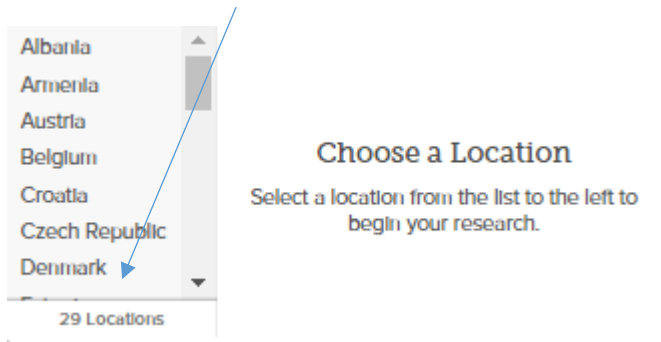 Albania
Armenia
Austria
Belgium
Croatia
Czech Republic
Denmark
29 Locations
Choose a Location
Select a location from the list to the left to
begin your research.